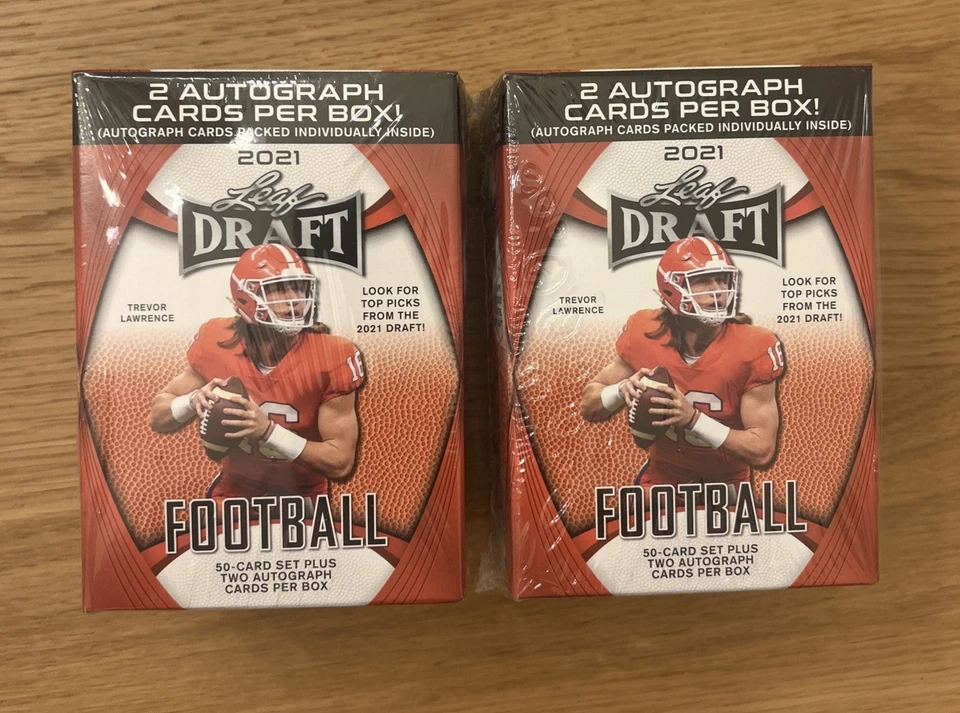 2 AUTOGRAPH
CARDS PER BOX!
(AUTOGRAPH CARDS PACKED INDIVIDUALLY INSIDE)
2021
Leaf
DRAFT
TREVOR
LAWRENCE
LOOK FOR
TOP PICKS
FROM THE
2021 DRAFT!
16
16
FOOTBALL
50-CARD SET PLUS
TWO AUTOGRAPH
CARDS PER BOX
2 AUTOGRAPH
CARDS PER BOX!
(AUTOGRAPH CARDS PACKED INDIVIDUALLY INSIDE)
2021
Leaf
DRAFT
TREVOR
LAWRENCE
LOOK FOR
TOP PICKS
FROM THE
2021 DRAFT!
16
16
FOOTBALL
50-CARD SET PLUS
TWO AUTOGRAPH
CARDS PER BOX